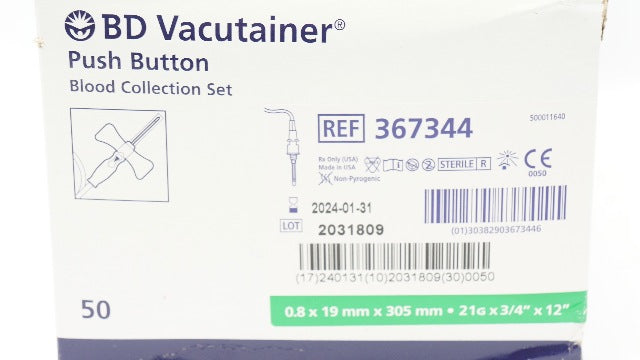 BD Vacutainer®
Push Button
Blood Collection Set
REF 367344
500011640
Rx Only (USA)
Made in USA
STERILE R
CE
0050
Non-Pyrogenic
2024-01-31
LOT 2031809
(01)30382903673446
(17)240131(10)2031809(30)0050
50
0.8 x 19 mm x 305 mm • 21G x 3/4" x 12"